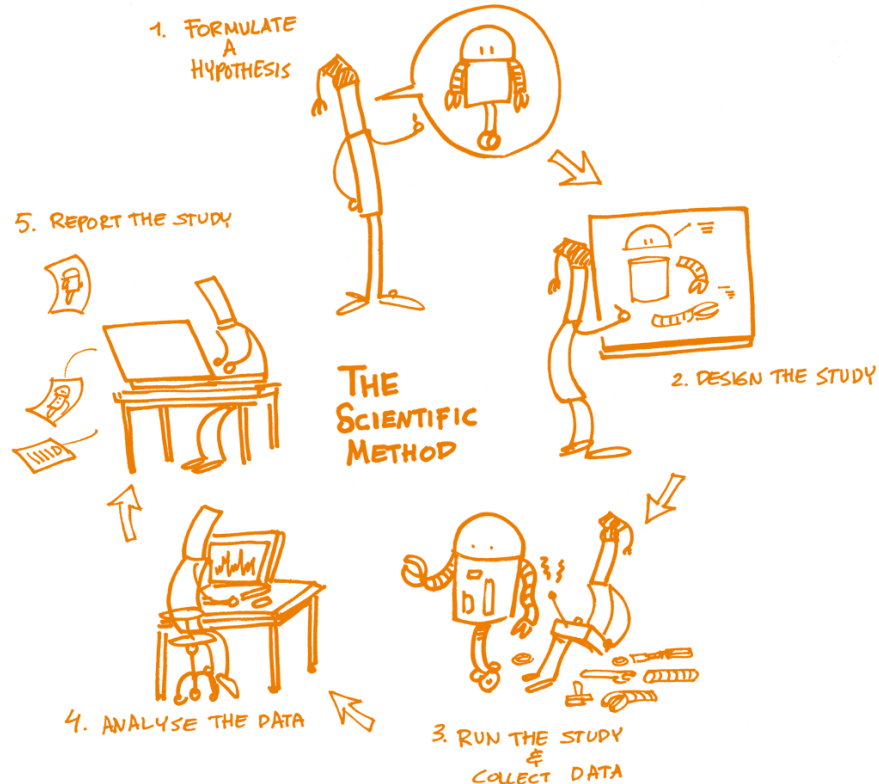 1. FORMULATE
A
HYPOTHESIS
2. DESIGN THE STUDY
3. RUN THE STUDY
&
COLLECT DATA
4. ANALYSE THE DATA
5. REPORT THE STUDY
THE
SCIENTIFIC
METHOD